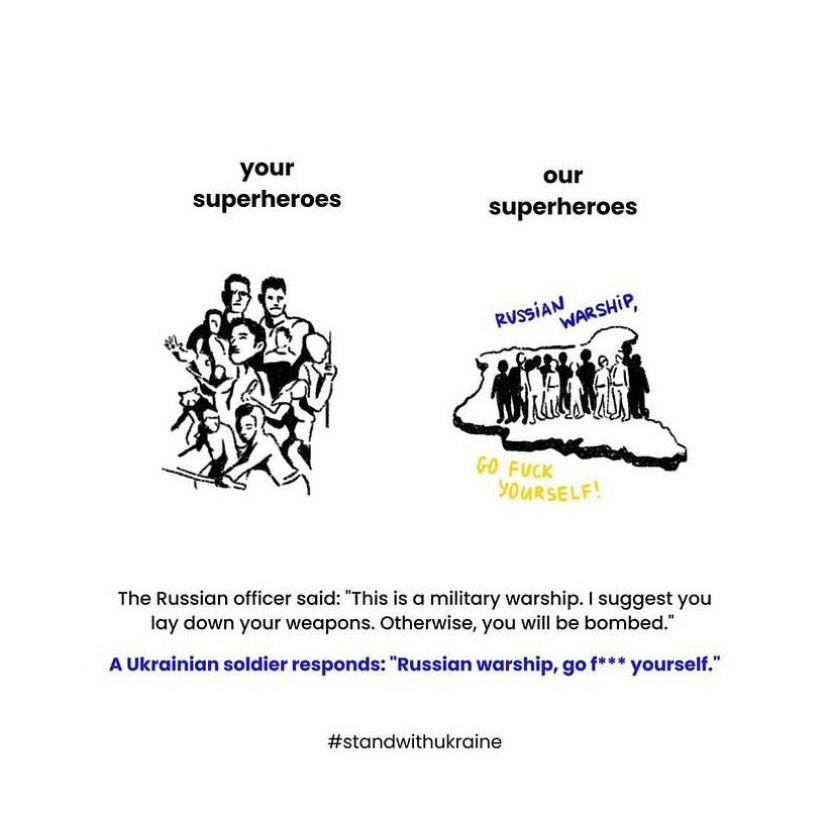 your
superheroes
our
superheroes
RUSSIAN
WARSHIP,
GO FUCK
YOURSELF!
The Russian officer said: "This is a military warship. I suggest you
lay down your weapons. Otherwise, you will be bombed."
A Ukrainian soldier responds: "Russian warship, go f*** yourself."
#standwithukraine